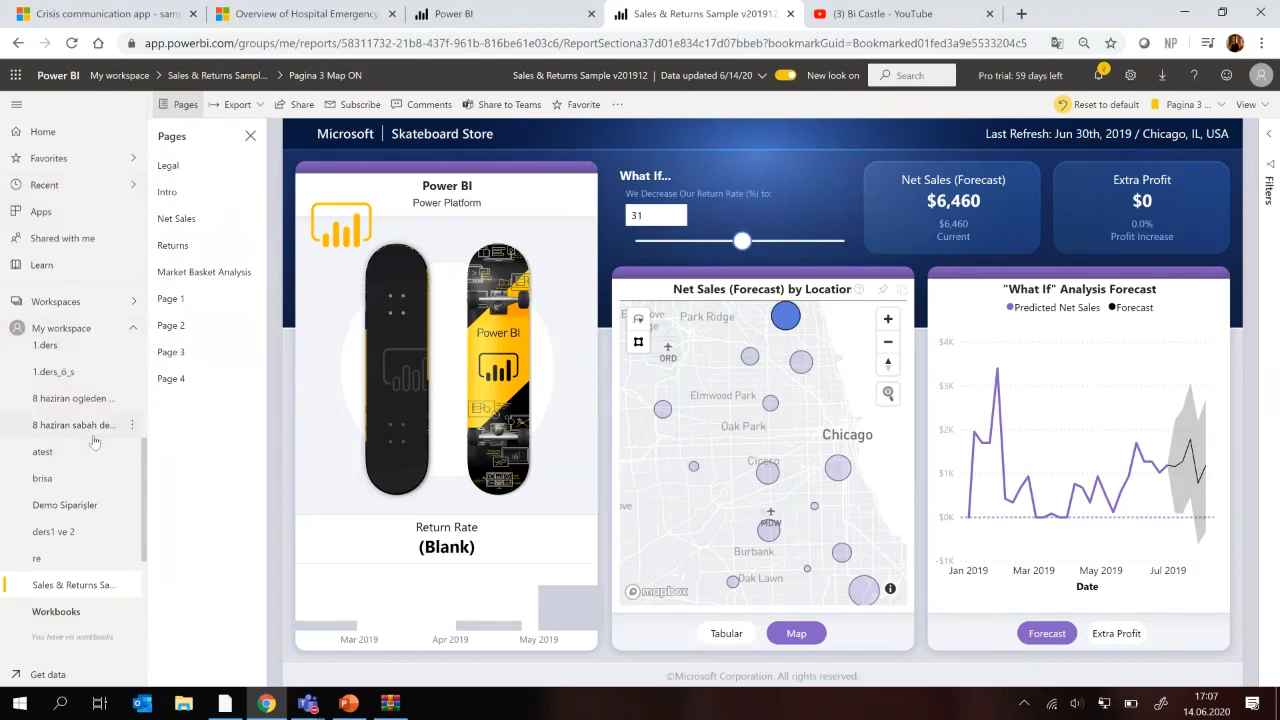 Crisis communication app - sam
Overview of Hospital Emergency
Power BI
Sales & Returns Sample v201912
(3) Bi Castle - YouTube
app.powerbi.com/groups/me/reports/58311732-21b8-437f-961b-816be61e03c6/ReportSectiona37d01e834c17d07bbeb?bookmarkGuid=Bookmarked01fed3a9e5533204c5
NP
Power BI My workspace > Sales & Returns Sampl... > Pagina 3 Map ON
Sales & Returns Sample v201912 | Data updated 6/14/20
New look on
Search
Pro trial: 59 days left
2
Pages Export Share Subscribe Comments Share to Teams Favorite ...
Reset to default Pagina 3 ... View
Home
Favorites
Recent
Apps
Shared with me
Learn
Workspaces
My workspace
1.ders
1.ders_ö_s
8 haziran ogleden ...
8 haziran sabah de...
atest
brisa
Demo Siparişler
ders1 ve 2
re
Sales & Returns Sa...
Workbooks
You have no workbooks
Get data
Pages
Legal
Intro
Net Sales
Returns
Market Basket Analysis
Page 1
Page 2
Page 3
Page 4
Microsoft | Skateboard Store
Last Refresh: Jun 30th, 2019 / Chicago, IL, USA
Power BI
Power Platform
Power BI
Return Rate
(Blank)
Mar 2019 Apr 2019 May 2019
What If...
We Decrease Our Return Rate (%) to:
31
Net Sales (Forecast)
$6,460
$6,460
Current
Extra Profit
$0
0.0%
Profit Increase
Net Sales (Forecast) by Location
Park Ridge
ORD
Elmwood Park
Oak Park
Chicago
Cicero
MDW
Burbank
Oak Lawn
mapbox
Tabular Map
"What If" Analysis Forecast
Predicted Net Sales Forecast
$4K
$3K
$2K
$1K
$0K
-$1K
Jan 2019 Mar 2019 May 2019 Jul 2019
Date
Forecast Extra Profit
©Microsoft Corporation. All rights reserved.
Filters
17:07
14.06.2020